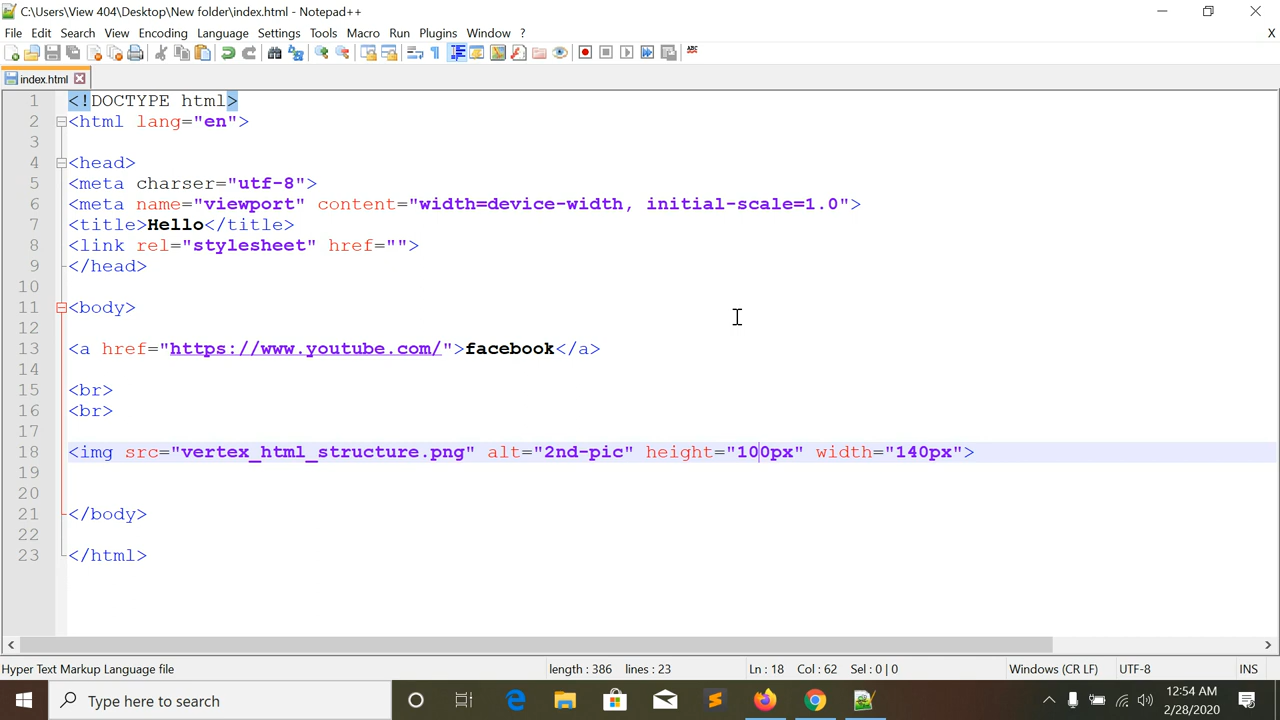 C:\Users\View 404\Desktop\New folder\index.html - Notepad++
File Edit Search View Encoding Language Settings Tools Macro Run Plugins Window ? X
ABC
index.html
1 <!DOCTYPE html>
2 <html lang="en">
3
4 <head>
5 <meta charser="utf-8">
6 <meta name="viewport" content="width=device-width, initial-scale=1.0">
7 <title>Hello</title>
8 <link rel="stylesheet" href="">
9 </head>
10
11 <body>
12
13 <a href="https://www.youtube.com/">facebook</a>
14
15 <br>
16 <br>
17
18 <img src="vertex_html_structure.png" alt="2nd-pic" height="100px" width="140px">
19
20
21 </body>
22
23 </html>
Hyper Text Markup Language file length : 386 lines : 23 Ln : 18 Col : 62 Sel : 0 | 0 Windows (CR LF) UTF-8 INS
Type here to search
12:54 AM
2/28/2020